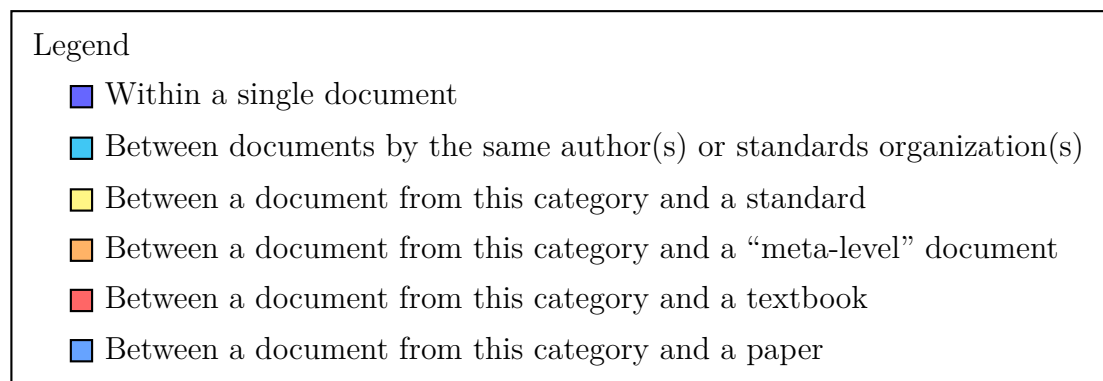 Legend
Within a single document
Between documents by the same author(s) or standards organization(s)
Between a document from this category and a standard
Between a document from this category and a “meta-level” document
Between a document from this category and a textbook
Between a document from this category and a paper